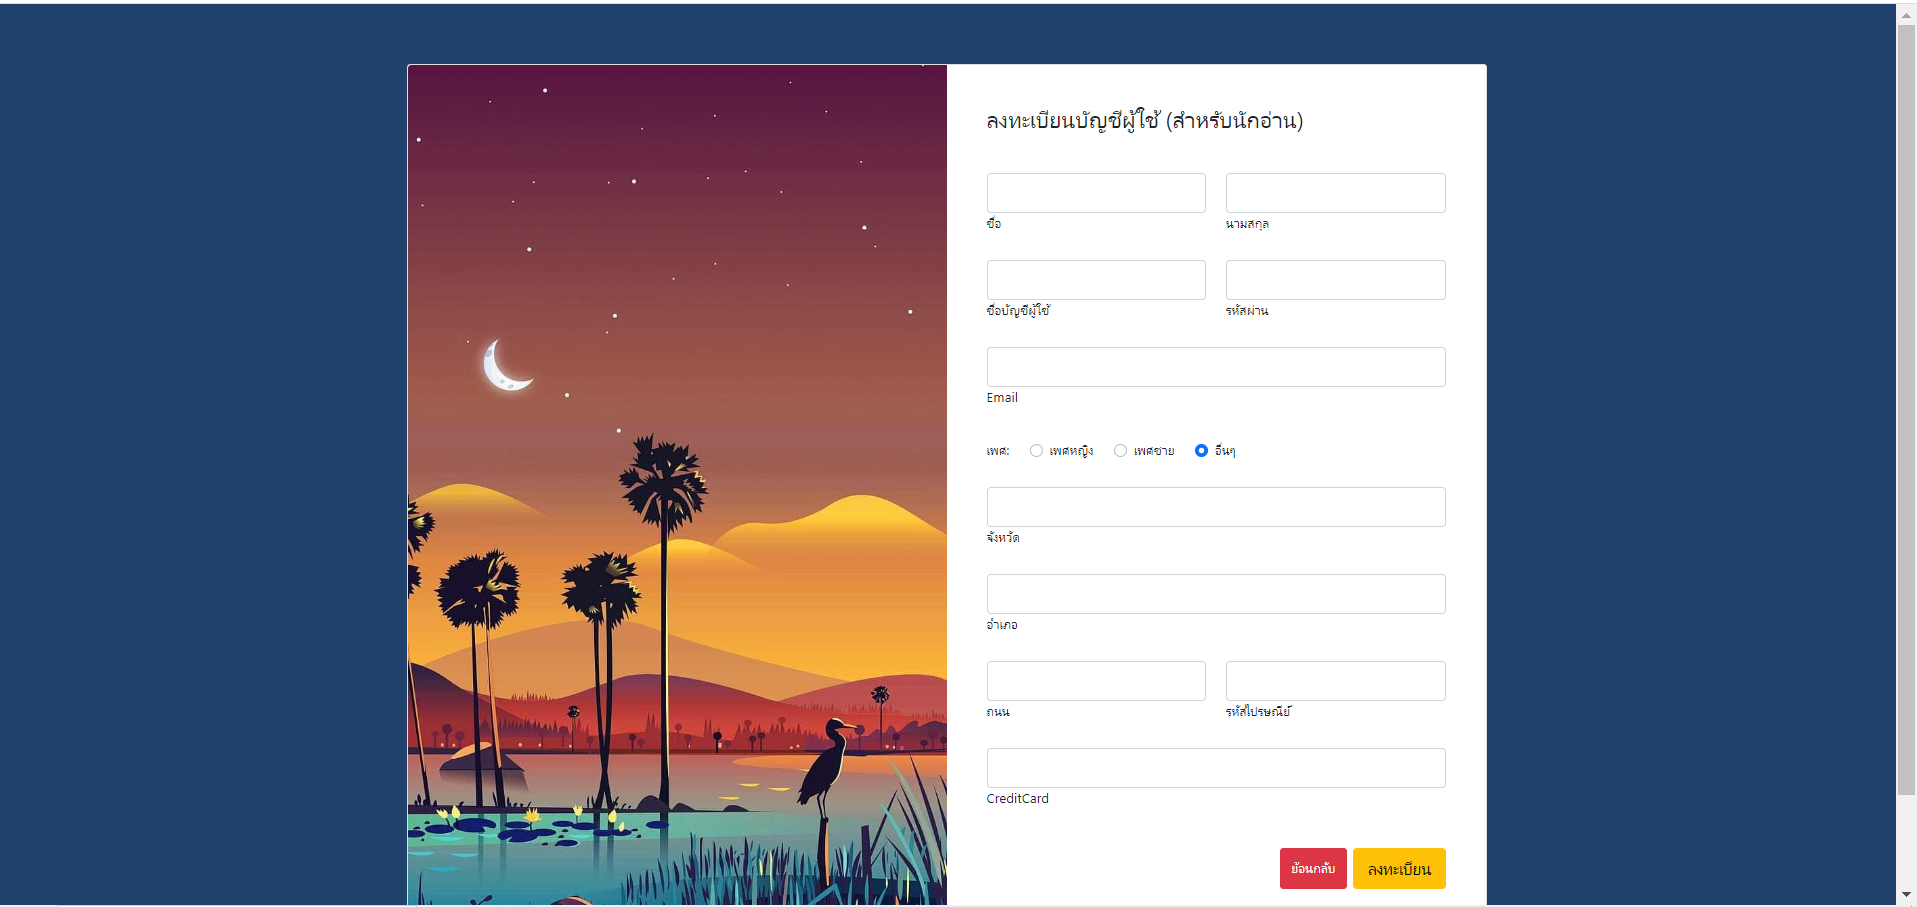 ลงทะเบียนบัญชีผู้ใช้ (สำหรับนักอ่าน)
ชื่อ นามสกุล
ชื่อบัญชีผู้ใช้ รหัสผ่าน
Email
เพศ: เพศหญิง เพศชาย อื่นๆ
จังหวัด
อำเภอ
ถนน รหัสไปรษณีย์
CreditCard
ย้อนกลับ ลงทะเบียน